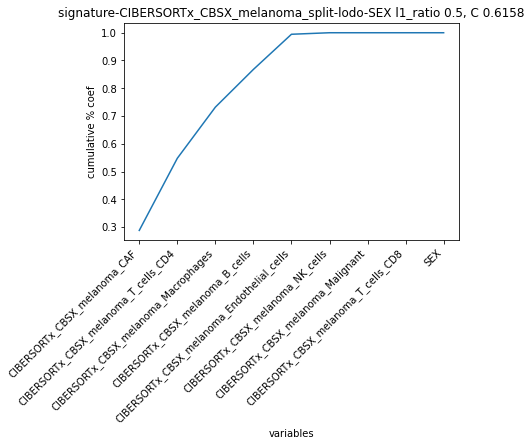 signature-CIBERSORTx_CBSX_melanoma_split-lodo-SEX l1_ratio 0.5, C 0.6158
1.0
0.9
0.8
0.7
0.6
0.5
0.4
0.3
cumulative % coef
CIBERSORTx_CBSX_melanoma_CAF
CIBERSORTx_CBSX_melanoma_T_cells_CD4
CIBERSORTx_CBSX_melanoma_Macrophages
CIBERSORTx_CBSX_melanoma_B_cells
CIBERSORTx_CBSX_melanoma_Endothelial_cells
CIBERSORTx_CBSX_melanoma_NK_cells
CIBERSORTx_CBSX_melanoma_Malignant
CIBERSORTx_CBSX_melanoma_T_cells_CD8
SEX
variables